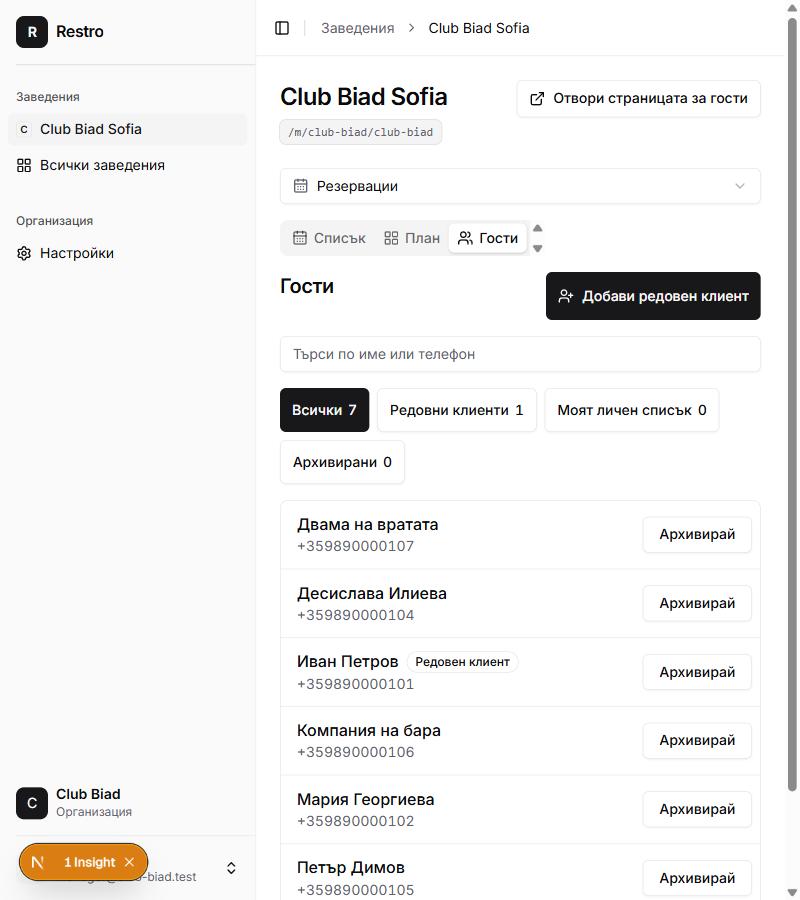 R Restro
Заведения
C Club Biad Sofia
Всички заведения
Организация
Настройки
C Club Biad
Организация
1 Insight
-biad.test
Заведения > Club Biad Sofia
Club Biad Sofia
Отвори страницата за гости
/m/club-biad/club-biad
Резервации
Списък План Гости
Гости
Добави редовен клиент
Търси по име или телефон
Всички 7 Редовни клиенти 1 Моят личен списък 0
Архивирани 0
Двама на вратата
+359890000107
Архивирай
Десислава Илиева
+359890000104
Архивирай
Иван Петров Редовен клиент
+359890000101
Архивирай
Компания на бара
+359890000106
Архивирай
Мария Георгиева
+359890000102
Архивирай
Петър Димов
+359890000105
Архивирай